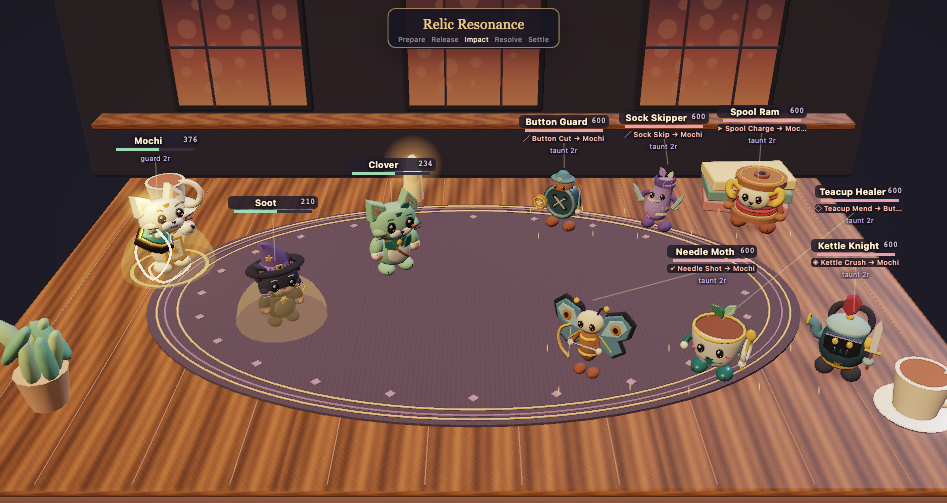 Relic Resonance
Prepare Release Impact Resolve Settle
Mochi 376
guard 2r
Soot 210
Clover 234
Button Guard 600
Button Cut → Mochi
taunt 2r
Sock Skipper 600
Sock Skip → Mochi
taunt 2r
Spool Ram 600
Spool Charge → Moc...
taunt 2r
Teacup Healer 600
Teacup Mend → But...
taunt 2r
Needle Moth 600
Needle Shot → Mochi
taunt 2r
Kettle Knight 600
Kettle Crush → Mochi
taunt 2r